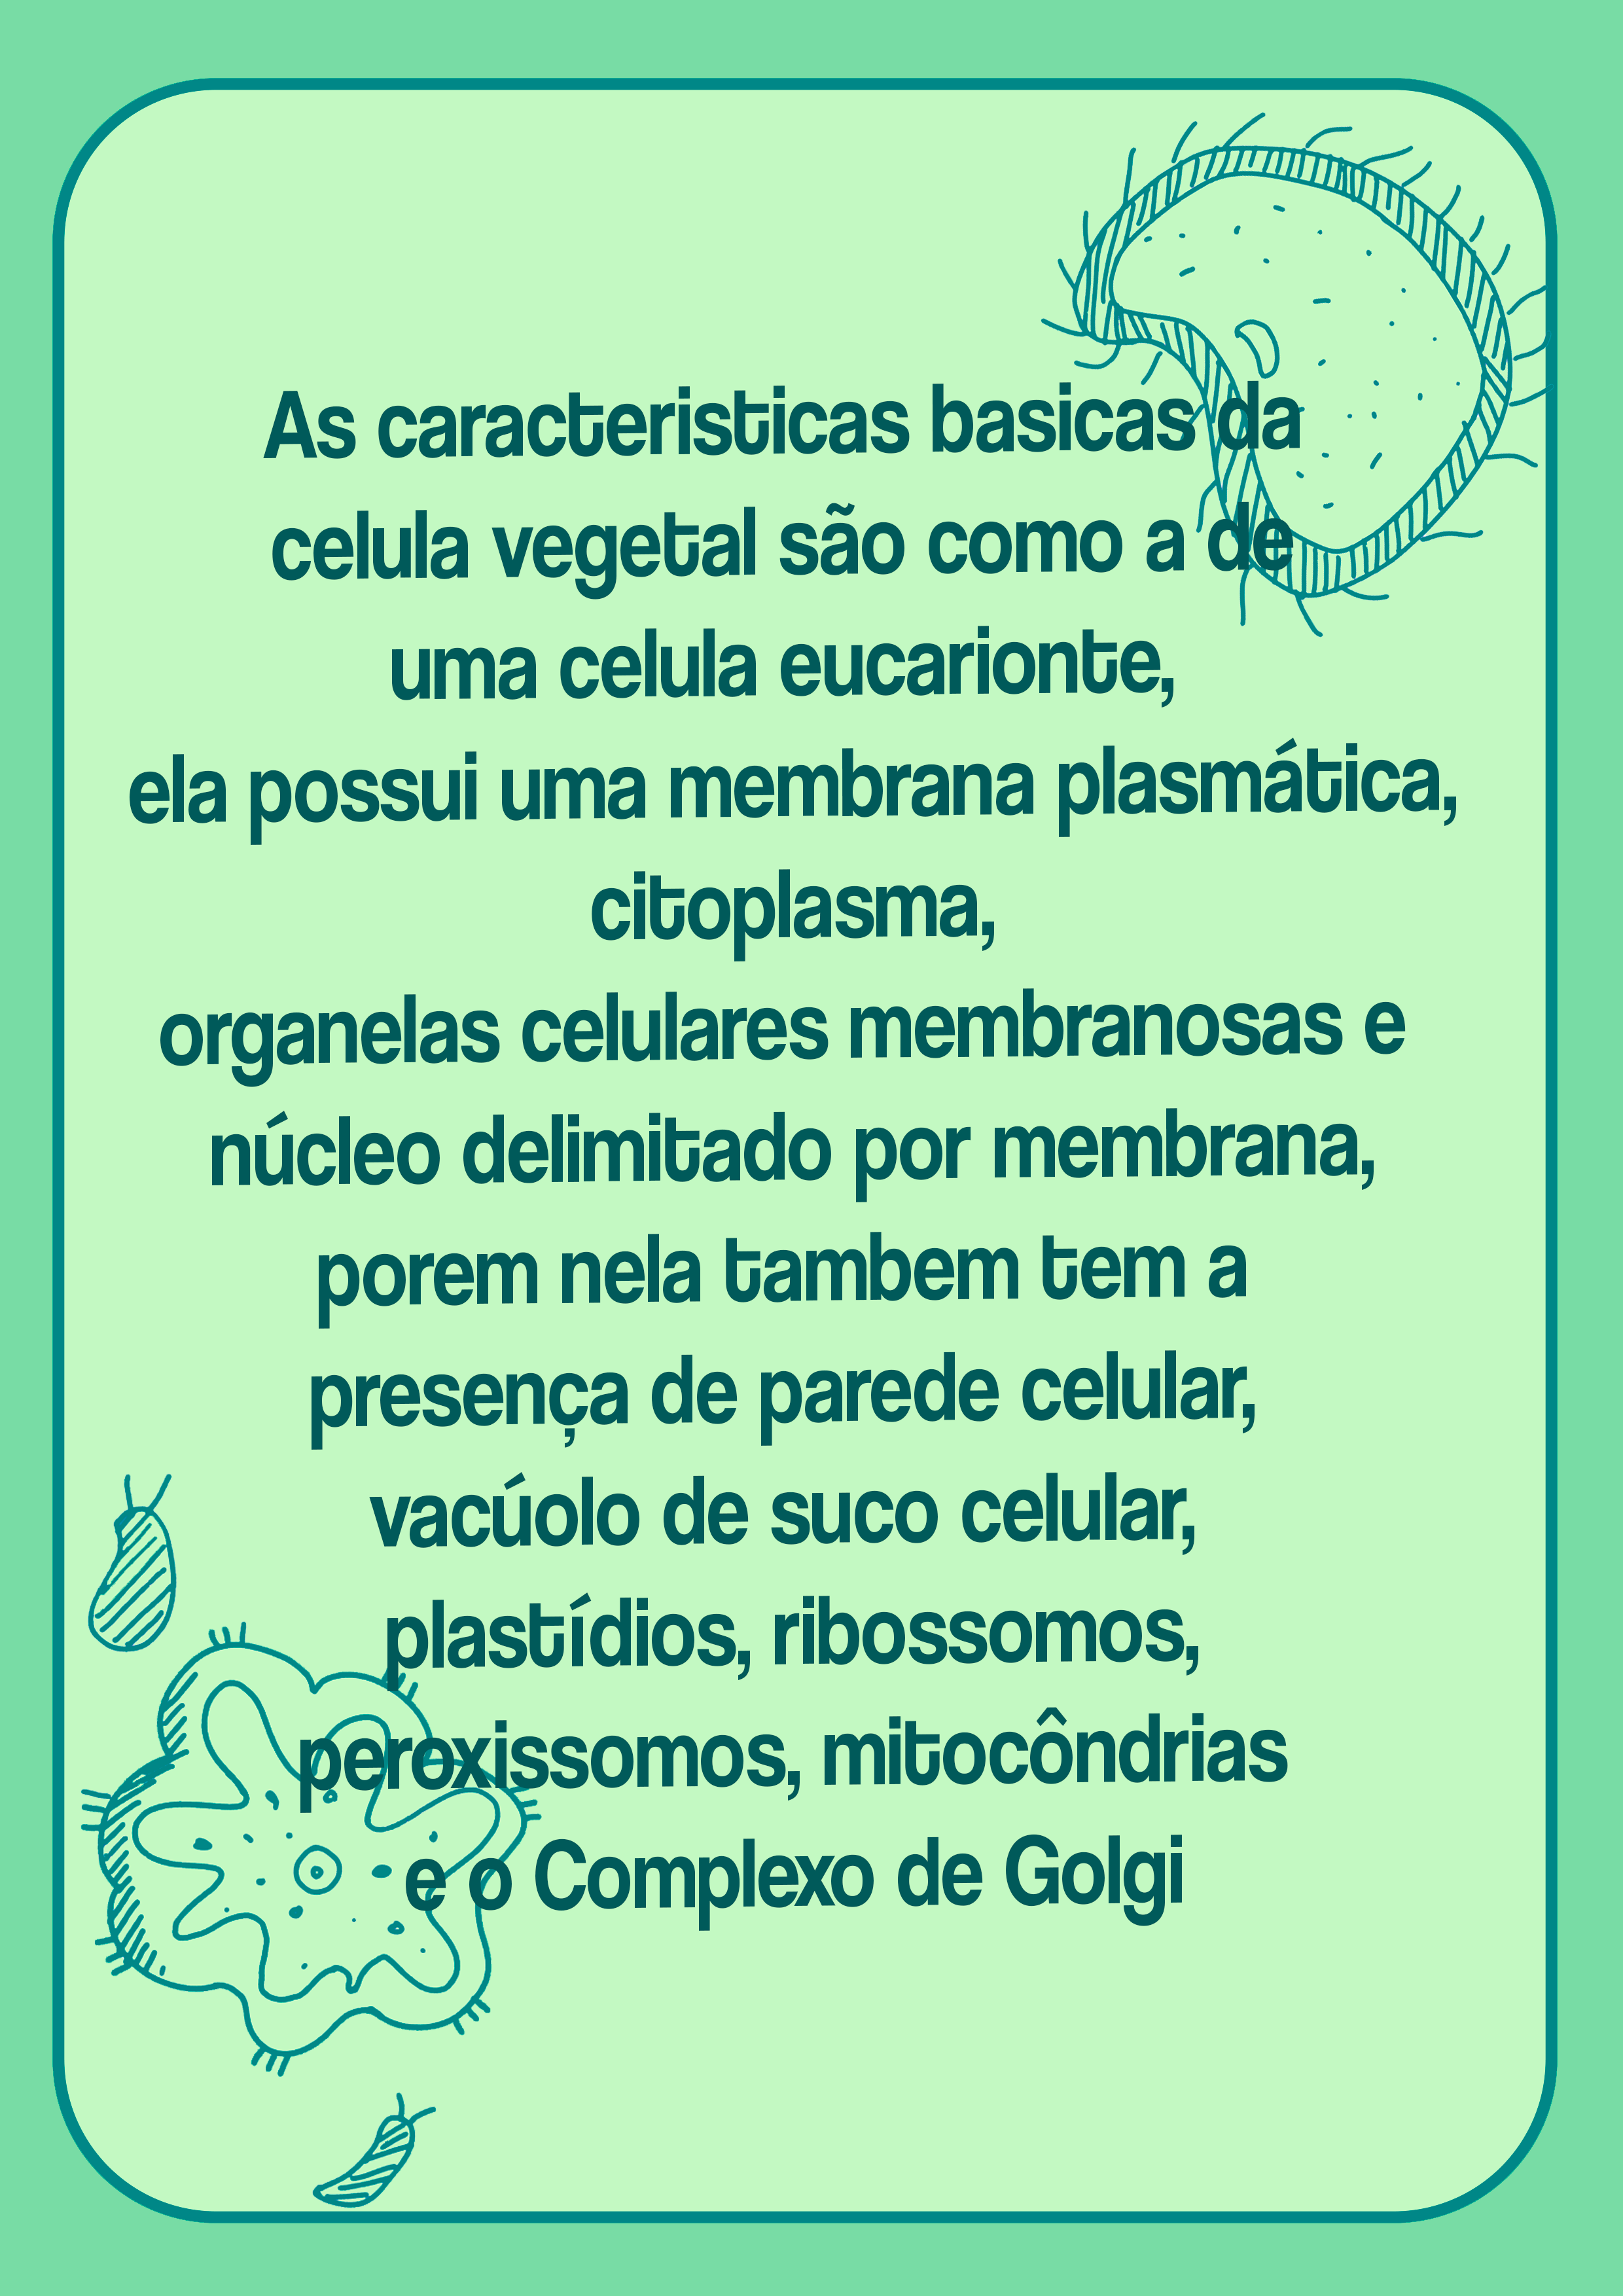 As caracteristicas basicas da
celula vegetal são como a de
uma celula eucarionte,
ela possui uma membrana plasmática,
citoplasma,
organelas celulares membranosas e
núcleo delimitado por membrana,
porem nela tambem tem a
presença de parede celular,
vacúolo de suco celular,
plastídios, ribossomos,
peroxissomos, mitocôndrias
e o Complexo de Golgi